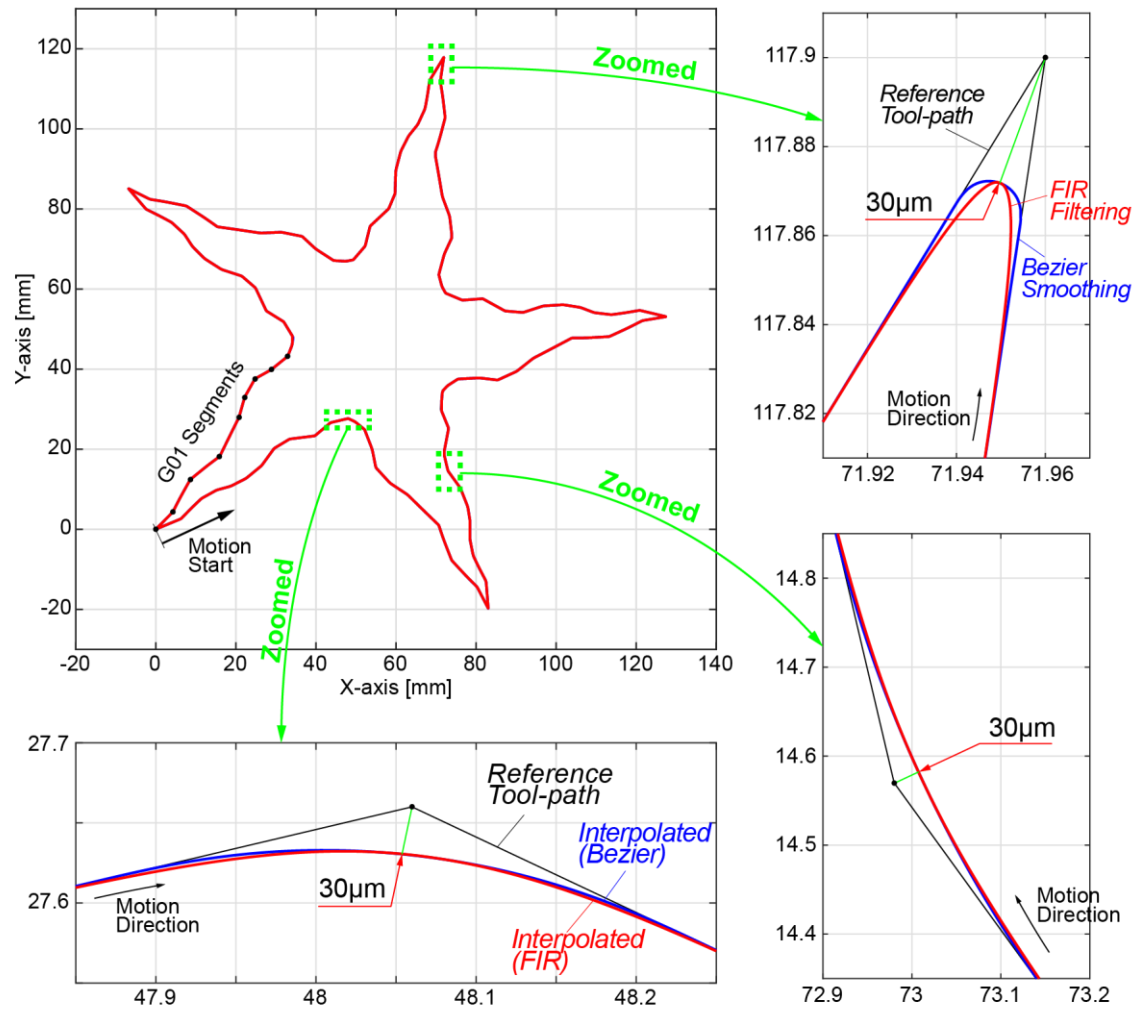 120
100
80
60
40
20
0
-20
Y-axis [mm]
-20
0
20
40
60
80
100
120
140
X-axis [mm]
G01 Segments
Motion
Start
Zoomed
Zoomed
Zoomed
117.9
117.88
117.86
117.84
117.82
71.92
71.94
71.96
Reference
Tool-path
30µm
FIR
Filtering
Bezier
Smoothing
Motion
Direction
27.7
27.6
47.9
48
48.1
48.2
Reference
Tool-path
Interpolated
(Bezier)
30µm
Motion
Direction
Interpolated
(FIR)
14.8
14.7
14.6
14.5
14.4
72.9
73
73.1
73.2
30µm
Motion
Direction